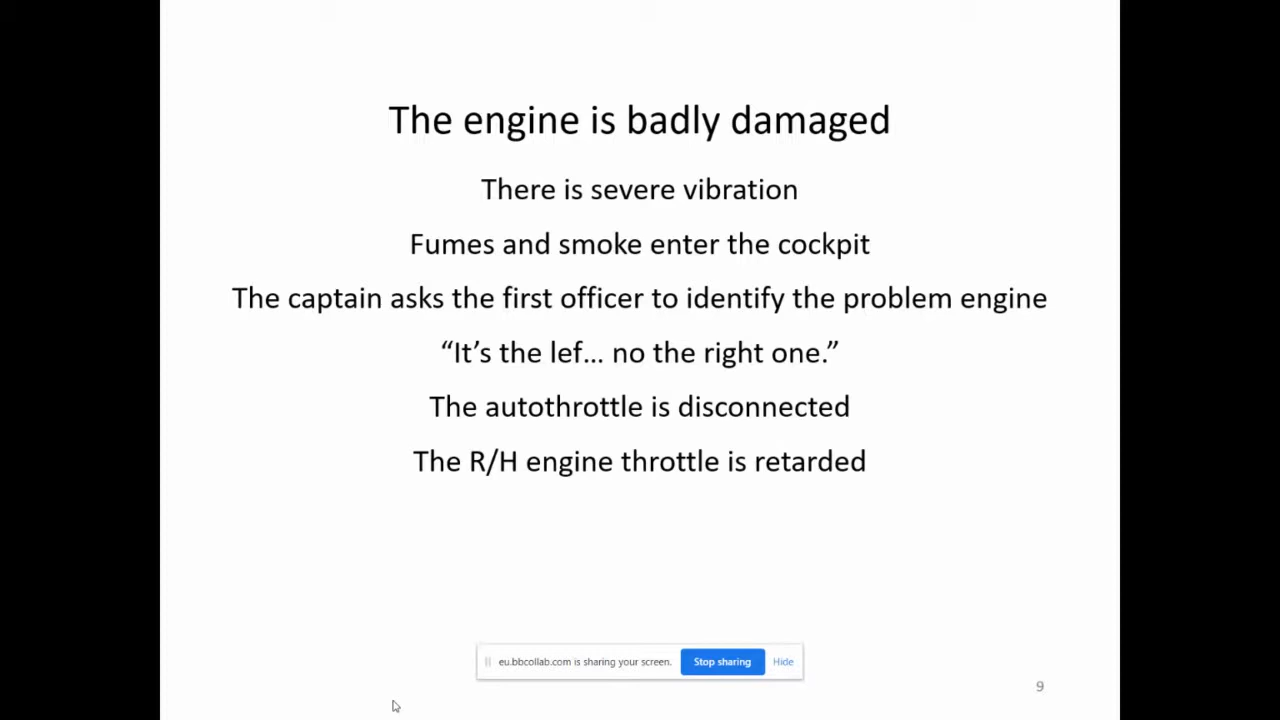 The engine is badly damaged
There is severe vibration
Fumes and smoke enter the cockpit
The captain asks the first officer to identify the problem engine
“It’s the lef... no the right one.”
The autothrottle is disconnected
The R/H engine throttle is retarded
eu.bbcollab.com is sharing your screen. Stop sharing Hide
9